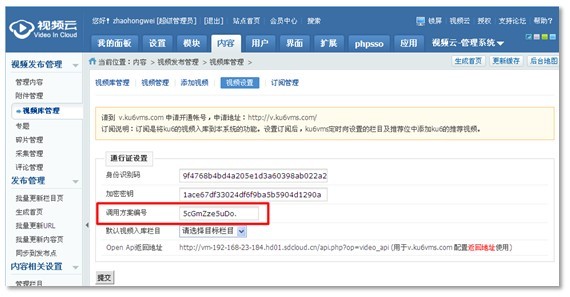 视频云
Video In Cloud
您好! zhaohongwei [超级管理员] [退出] 站点首页 会员中心 搜索
锁屏 视频云 授权 支持论坛 帮助?
我的面板 设置 模块 内容 用户 界面 扩展 phpsso 应用 视频云-管理系统
视频发布管理
当前位置:内容 > 视频发布管理 > 视频库管理 >
生成首页 更新缓存 后台地图
管理内容
附件管理
视频库管理
专题
碎片管理
采集管理
评论管理
发布管理
批量更新栏目页
生成首页
批量更新URL
批量更新内容页
同步到发布点
内容相关设置
管理栏目
视频库管理 视频管理 添加视频 视频设置 订阅管理
请到 v.ku6vms.com 申请开通帐号,申请地址:http://v.ku6vms.com/
订阅说明:订阅是将ku6的视频入库到本系统的功能。设置订阅后,ku6vms定时向设置的栏目及推荐位中添加ku6的推荐视频。
通行证设置
身份识别码 9f4768b4bd4a205e1d3a60398ab022a2
加密密钥 1ace67df33024df6f9ba5b5904d1290a
调用方案编号 5cGmZze5uDo.
默认视频入库栏目 请选择目标栏目
Open Api返回地址 http://vm-192-168-23-184.hd01.sdcloud.cn/api.php?op=video_api (用于v.ku6vms.com 配置返回地址使用)
提交